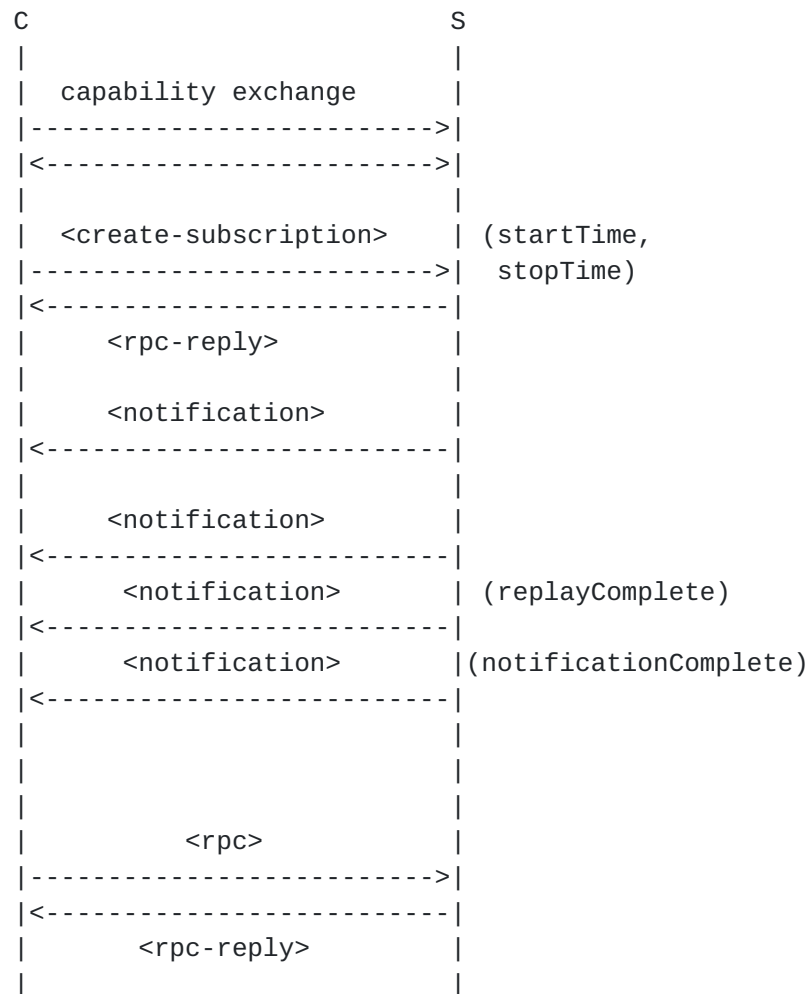 C                           S
|                           |
|  capability exchange      |
|-------------------------->|
|<------------------------->|
|                           |
|  <create-subscription>    | (startTime,
|-------------------------->|  stopTime)
|<--------------------------|
|     <rpc-reply>           |
|                           |
|     <notification>        |
|<--------------------------|
|                           |
|     <notification>        |
|<--------------------------|
|      <notification>       | (replayComplete)
|<--------------------------|
|      <notification>       |(notificationComplete)
|<--------------------------|
|                           |
|                           |
|                           |
|          <rpc>            |
|-------------------------->|
|<--------------------------|
|       <rpc-reply>         |
|                           |